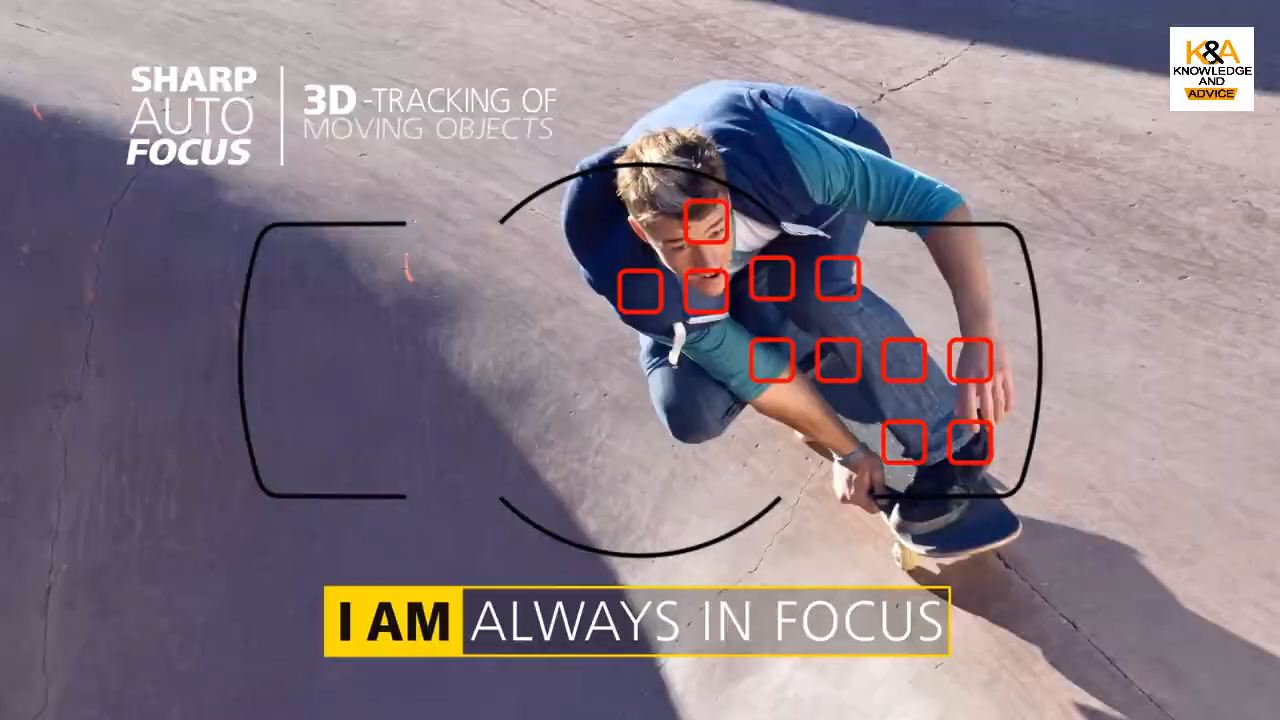 SHARP
AUTO
FOCUS
3D-TRACKING OF
MOVING OBJECTS
K&A
KNOWLEDGE
AND
ADVICE
I AM ALWAYS IN FOCUS